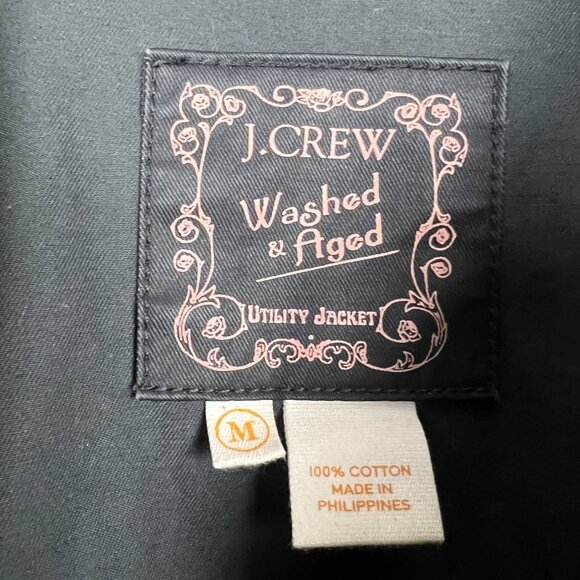 J.CREW
Washed
& Aged
UTILITY JACKET
M
100% COTTON
MADE IN
PHILIPPINES